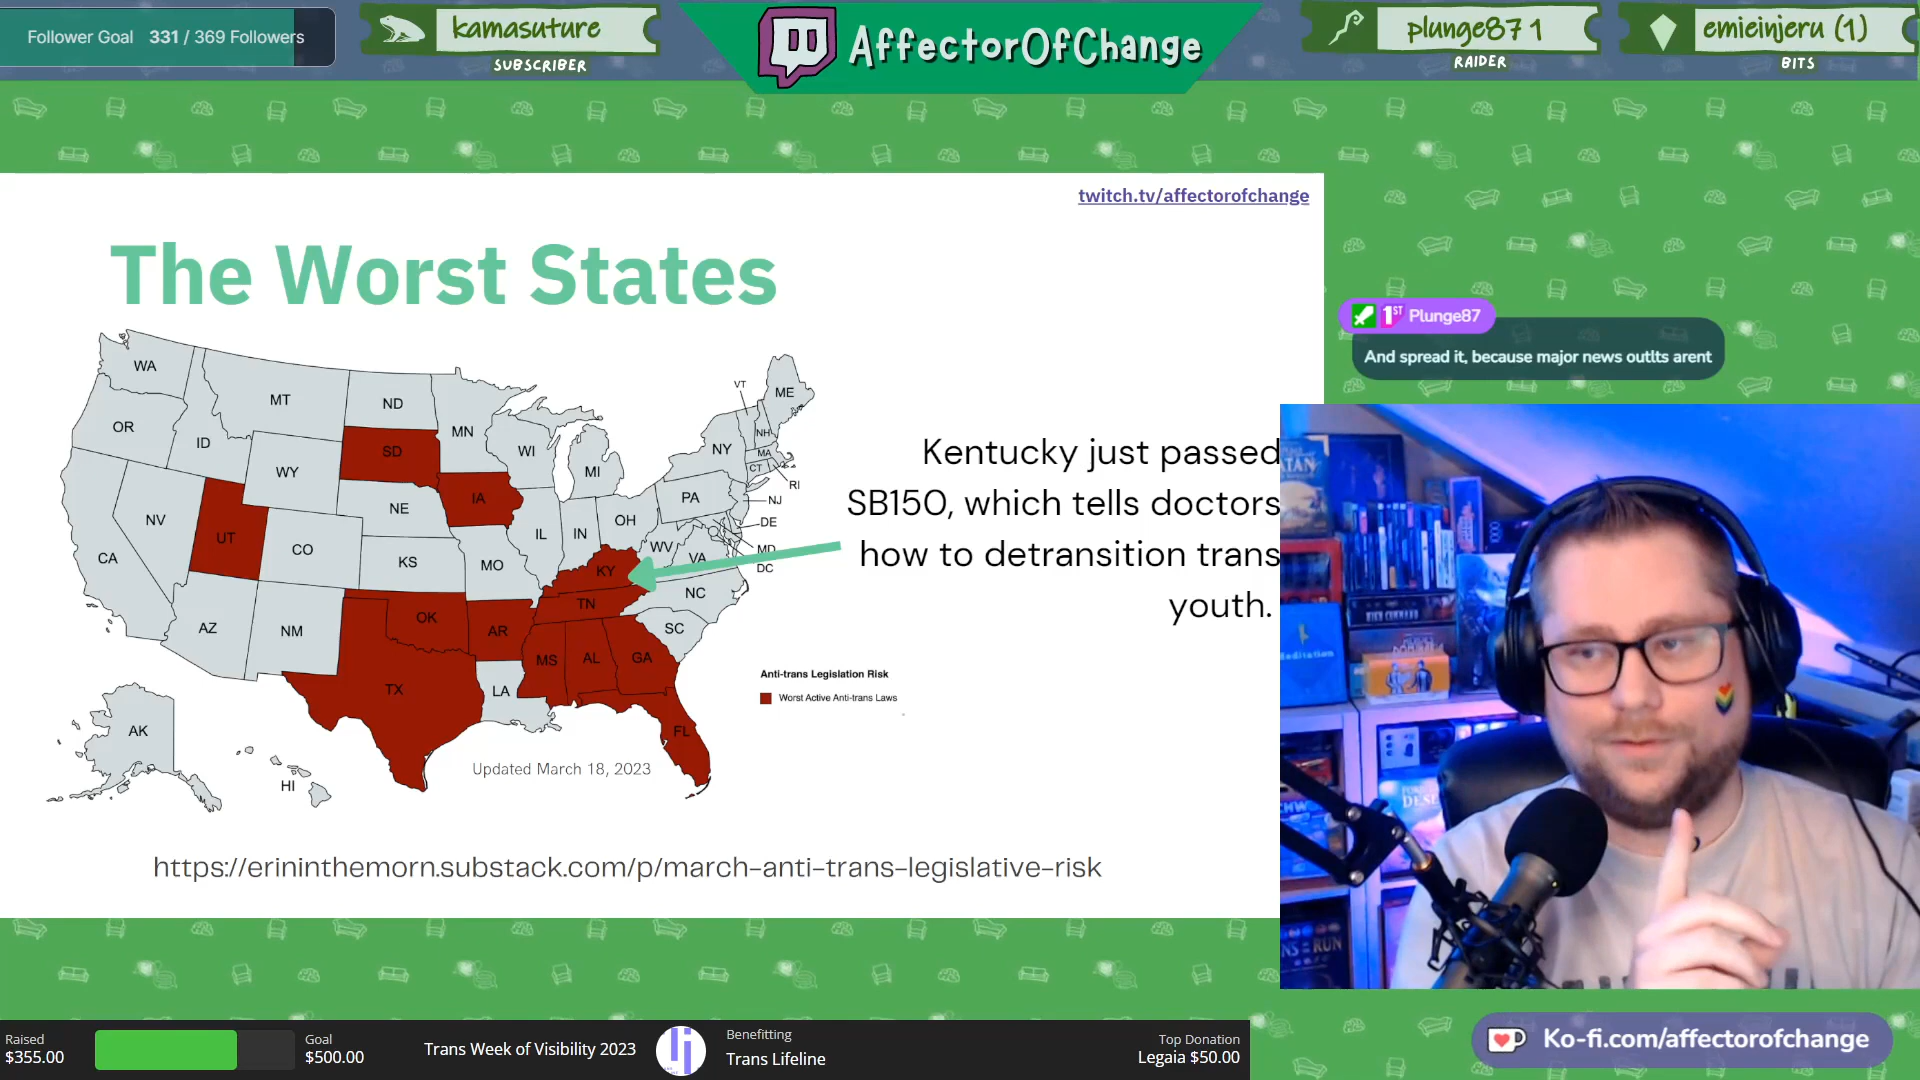 Follower Goal 331 / 369 Followers
kamasuture
SUBSCRIBER
AffectorOfChange
plunge87 1
RAIDER
emieinjeru (1)
BITS
twitch.tv/affectorofchange
The Worst States
1ST Plunge87
And spread it, because major news outlts arent
WA
MT
ND
MN
VT
ME
OR
ID
SD
WI
MI
NY
NH
MA
CT
RI
WY
IA
PA
NJ
NV
UT
NE
IL
IN
OH
DE
CA
CO
KS
MO
WV
VA
MD
DC
KY
NC
TN
AZ
NM
OK
AR
SC
MS
AL
GA
TX
LA
FL
AK
HI
Kentucky just passed
SB150, which tells doctors
how to detransition trans
youth.
Anti-trans Legislation Risk
Worst Active Anti-trans Laws
Updated March 18, 2023
https://erininthemorn.substack.com/p/march-anti-trans-legislative-risk
Raised
$355.00
Goal
$500.00
Trans Week of Visibility 2023
Benefitting
Trans Lifeline
Top Donation
Legaia $50.00
Ko-fi.com/affectorofchange